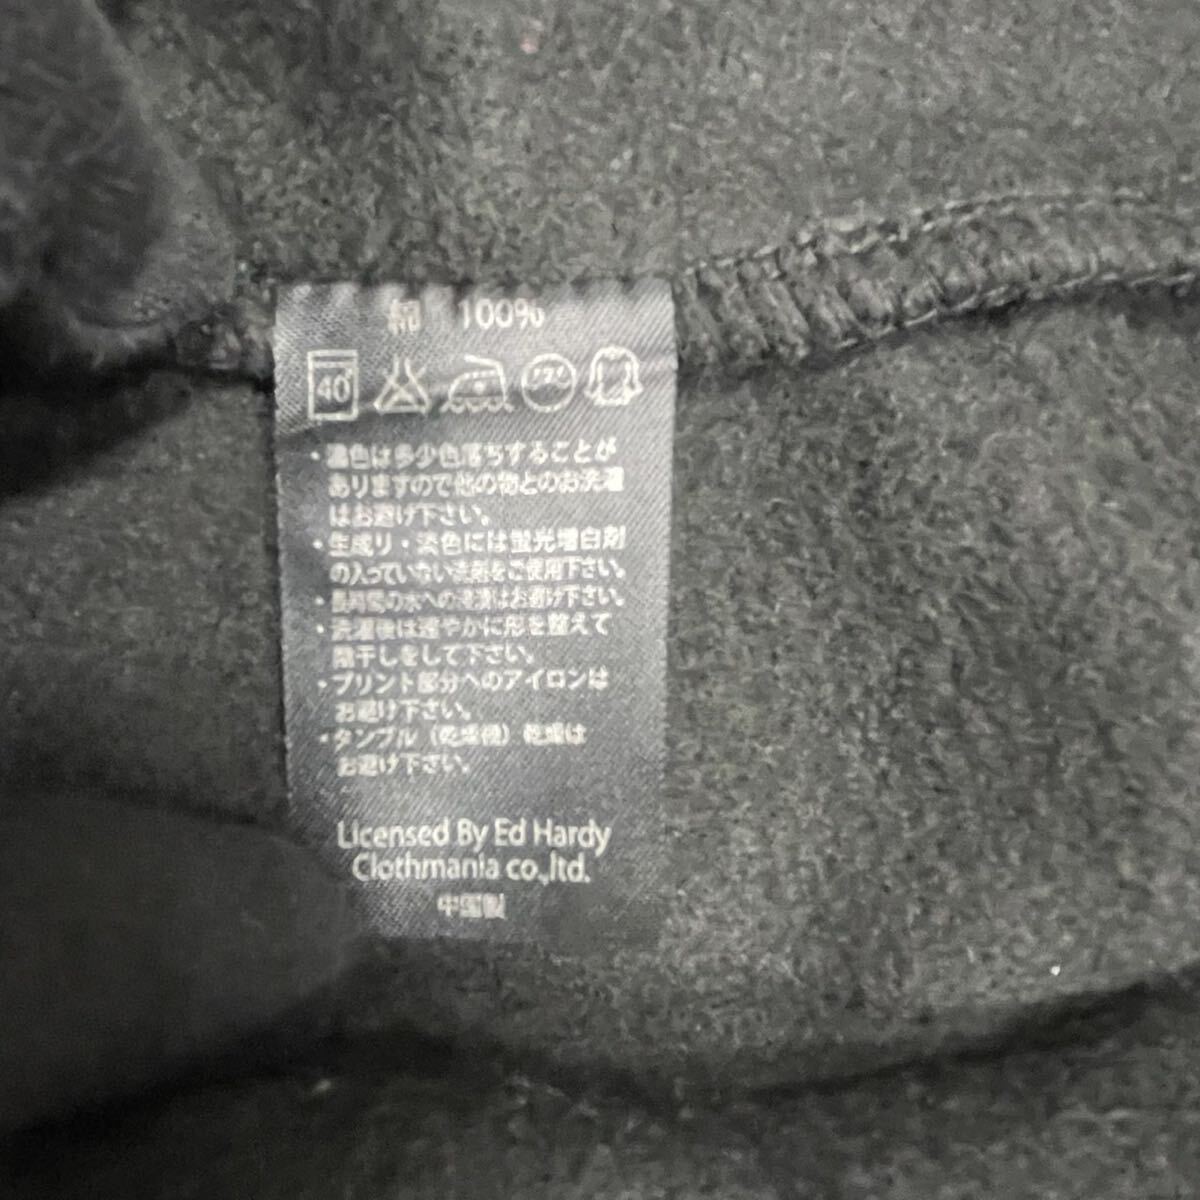 綿 100%
40
・濃色は多少色落ちすることが
ありますので他の物とのお洗濯
はお避け下さい。
・生成り・淡色には蛍光増白剤
の入っていない洗剤をご使用下さい。
・長時間の水への浸漬はお避け下さい。
・洗濯後は速やかに形を整えて
陰干しをして下さい。
・プリント部分へのアイロンは
お避け下さい。
・タンブル（乾燥機）乾燥は
お避け下さい。
Licensed By Ed Hardy
Clothmania co.,ltd.
中国製